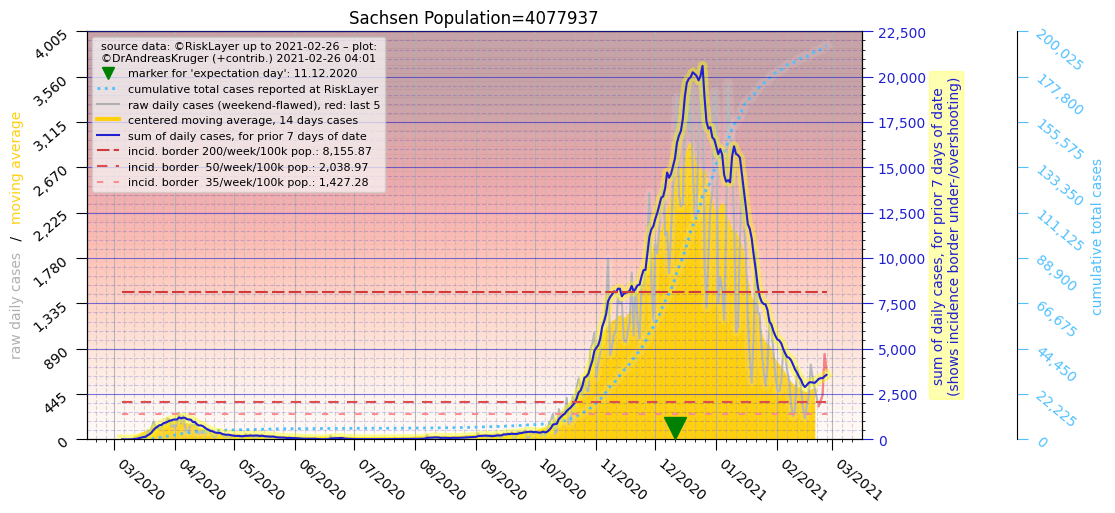 Sachsen Population=4077937
source data: ©RiskLayer up to 2021-02-26 – plot:
©DrAndreasKruger (+contrib.) 2021-02-26 04:01
marker for 'expectation day': 11.12.2020
cumulative total cases reported at RiskLayer
raw daily cases (weekend-flawed), red: last 5
centered moving average, 14 days cases
sum of daily cases, for prior 7 days of date
incid. border 200/week/100k pop.: 8,155.87
incid. border  50/week/100k pop.: 2,038.97
incid. border  35/week/100k pop.: 1,427.28
raw daily cases / moving average
4,005
3,560
3,115
2,670
2,225
1,780
1,335
890
445
0
03/2020
04/2020
05/2020
06/2020
07/2020
08/2020
09/2020
10/2020
11/2020
12/2020
01/2021
02/2021
03/2021
22,500
20,000
17,500
15,000
12,500
10,000
7,500
5,000
2,500
0
sum of daily cases, for prior 7 days of date
(shows incidence border under-/overshooting)
200,025
177,800
155,575
133,350
111,125
88,900
66,675
44,450
22,225
0
cumulative total cases